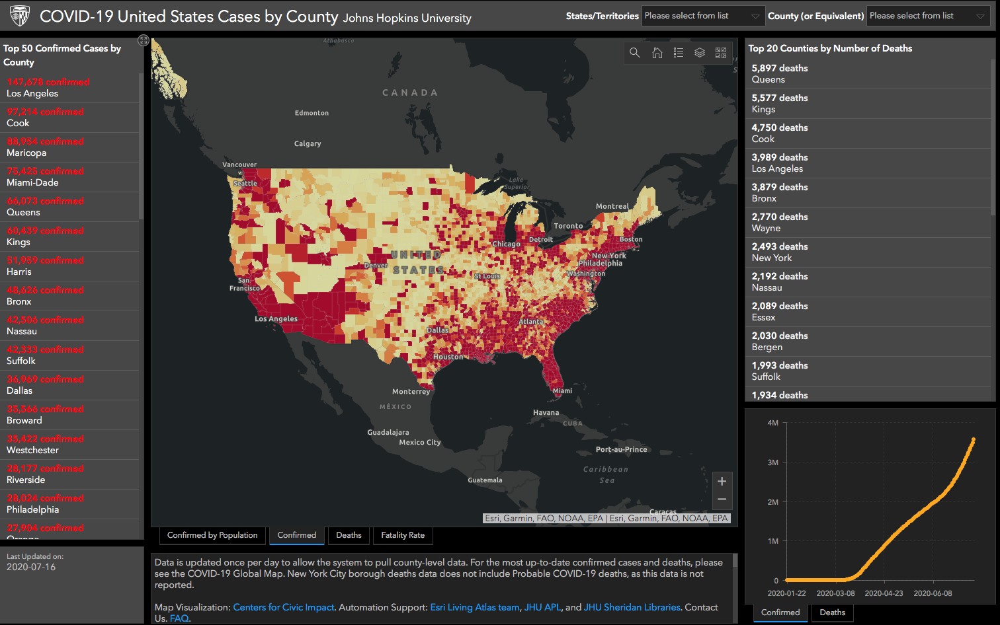 COVID-19 United States Cases by County Johns Hopkins University
States/Territories Please select from list County (or Equivalent) Please select from list
Top 50 Confirmed Cases by
County
147,678 confirmed
Los Angeles
97,214 confirmed
Cook
88,954 confirmed
Maricopa
75,425 confirmed
Miami-Dade
66,073 confirmed
Queens
60,439 confirmed
Kings
51,959 confirmed
Harris
48,626 confirmed
Bronx
42,506 confirmed
Nassau
42,333 confirmed
Suffolk
36,969 confirmed
Dallas
35,566 confirmed
Broward
35,422 confirmed
Westchester
28,177 confirmed
Riverside
28,024 confirmed
Philadelphia
27,904 confirmed
Orange
Last Updated on:
2020-07-16
Athabasca
CANADA
Edmonton
Calgary
Vancouver
Seattle
Lake
Superior
Montreal
Toronto
Boston
Detroit
Chicago
New York
Philadelphia
UNITED
STATES
Denver
St Louis
Washington
San
Francisco
Los Angeles
Atlanta
Dallas
Houston
Miami
Monterrey
MÉXICO
Havana
CUBA
Guadalajara
Mexico City
Port-au-Prince
Caribbean
Sea
Guatemala
Caracas
Esri, Garmin, FAO, NOAA, EPA | Esri, Garmin, FAO, NOAA, EPA
Confirmed by Population
Confirmed
Deaths
Fatality Rate
Data is updated once per day to allow the system to pull county-level data. For the most up-to-date confirmed cases and deaths, please
see the COVID-19 Global Map. New York City borough deaths data does not include Probable COVID-19 deaths, as this data is not
reported.
Map Visualization: Centers for Civic Impact. Automation Support: Esri Living Atlas team, JHU APL, and JHU Sheridan Libraries. Contact
Us. FAQ.
Top 20 Counties by Number of Deaths
5,897 deaths
Queens
5,577 deaths
Kings
4,750 deaths
Cook
3,989 deaths
Los Angeles
3,879 deaths
Bronx
2,770 deaths
Wayne
2,493 deaths
New York
2,192 deaths
Nassau
2,089 deaths
Essex
2,030 deaths
Bergen
1,993 deaths
Suffolk
1,934 deaths
4M
3M
2M
1M
0
2020-01-22 2020-03-08 2020-04-23 2020-06-08
Confirmed
Deaths